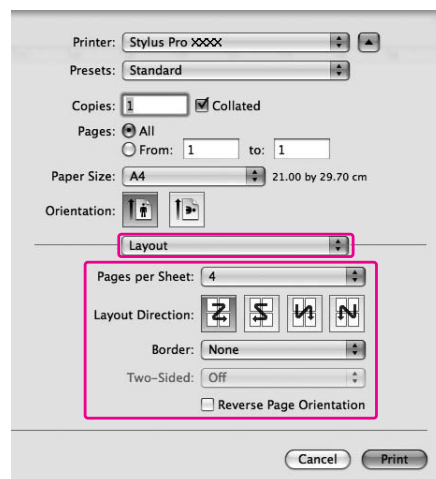 Printer: Stylus Pro XXXX
Presets: Standard
Copies: 1 Collated
Pages: All
From: 1 to: 1
Paper Size: A4 21.00 by 29.70 cm
Orientation:
Layout
Pages per Sheet: 4
Layout Direction:
Border: None
Two-Sided: Off
Reverse Page Orientation
Cancel Print